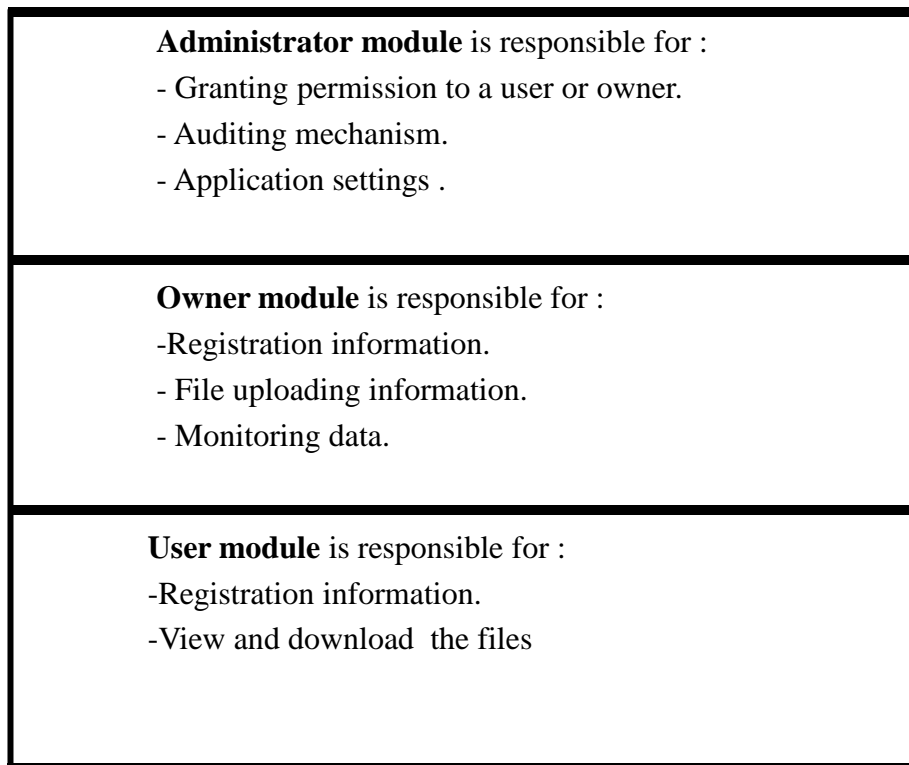 Administrator module is responsible for :
- Granting permission to a user or owner.
- Auditing mechanism.
- Application settings .
Owner module is responsible for :
-Registration information.
- File uploading information.
- Monitoring data.
User module is responsible for :
-Registration information.
-View and download  the files